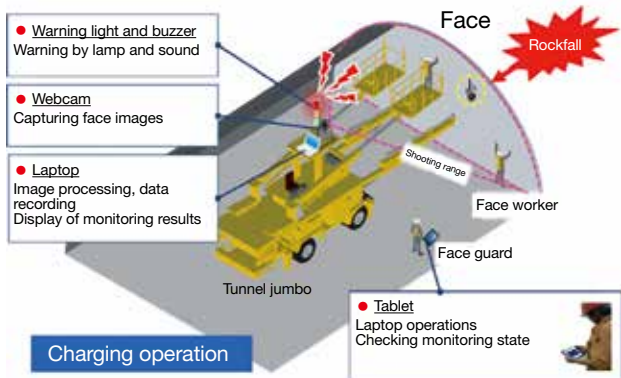 Face
Rockfall
● Warning light and buzzer
Warning by lamp and sound
● Webcam
Capturing face images
● Laptop
Image processing, data
recording
Display of monitoring results
Shooting range
Face worker
Face guard
Tunnel jumbo
● Tablet
Laptop operations
Checking monitoring state
Charging operation